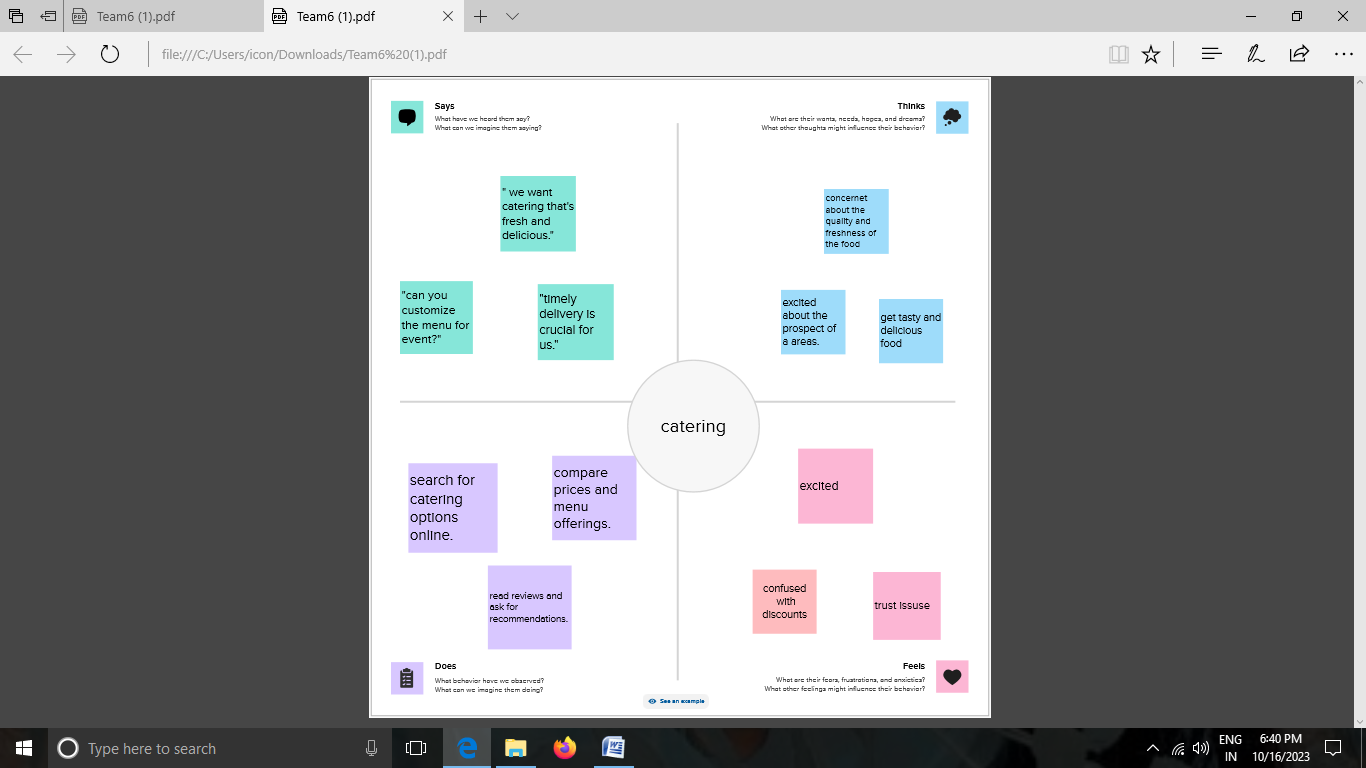 Team6 (1).pdf
Team6 (1).pdf
file:///C:/Users/icon/Downloads/Team6%20(1).pdf
Says
What have we heard them say?
What can we imagine them saying?
Thinks
What are their wants, needs, hopes, and dreams?
What other thoughts might influence their behavior?
" we want
catering that's
fresh and
delicious."
"can you
customize
the menu for
event?"
"timely
delivery is
crucial for
us."
concernet
about the
quality and
freshness of
the food
excited
about the
prospect of
a areas.
get tasty and
delicious
food
catering
search for
catering
options
online.
compare
prices and
menu
offerings.
read reviews and
ask for
recommendations.
excited
confused
with
discounts
trust issuse
Does
What behavior have we observed?
What can we imagine them doing?
Feels
What are their fears, frustrations, and anxieties?
What other feelings might influence their behavior?
See an example
Type here to search
ENG
IN
6:40 PM
10/16/2023